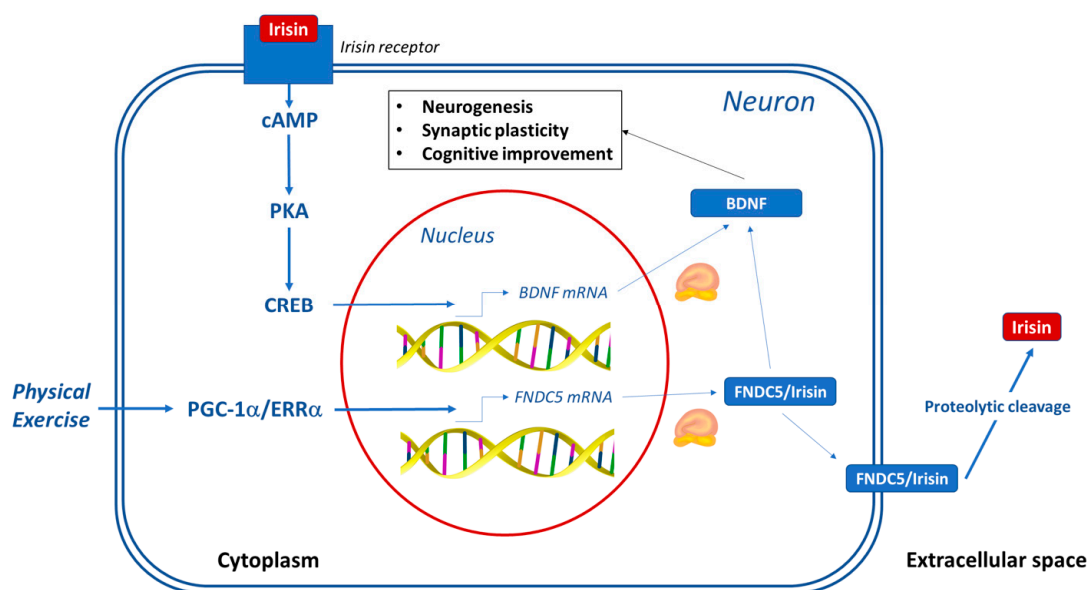 Irisin
Irisin receptor
cAMP
Neuron
• Neurogenesis
• Synaptic plasticity
• Cognitive improvement
PKA
BDNF
Nucleus
CREB
BDNF mRNA
Irisin
Physical
Exercise
PGC-1α/ERRα
FNDC5 mRNA
FNDC5/Irisin
Proteolytic cleavage
FNDC5/Irisin
Cytoplasm
Extracellular space